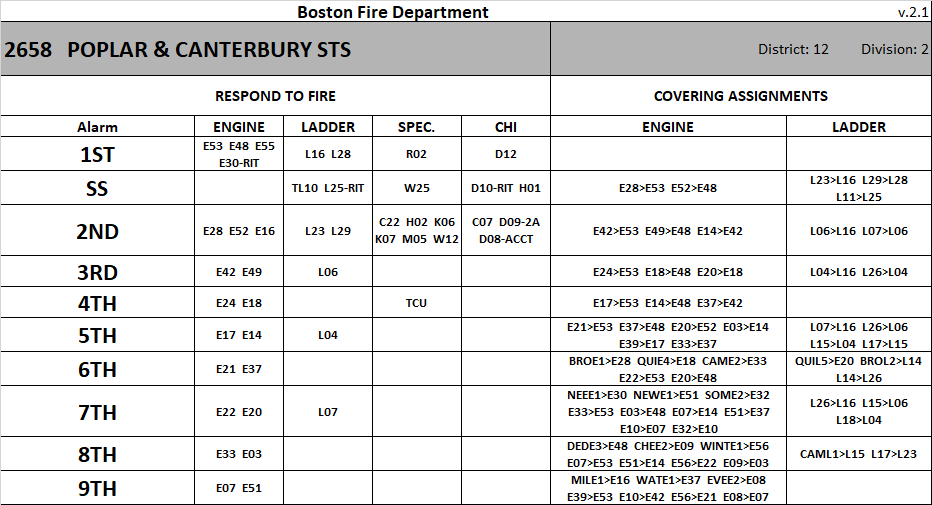 Boston Fire Department v.2.1
2658 POPLAR & CANTERBURY STS District: 12 Division: 2
RESPOND TO FIRE COVERING ASSIGNMENTS
Alarm ENGINE LADDER SPEC. CHI ENGINE LADDER
1ST
E53 E48 E55
E30-RIT
L16 L28
R02
D12
SS
TL10 L25-RIT
W25
D10-RIT H01
E28>E53 E52>E48
L23>L16 L29>L28
L11>L25
2ND
E28 E52 E16
L23 L29
C22 H02 K06
K07 M05 W12
C07 D09-2A
D08-ACCT
E42>E53 E49>E48 E14>E42
L06>L16 L07>L06
3RD
E42 E49
L06
E24>E53 E18>E48 E20>E18
L04>L16 L26>L04
4TH
E24 E18
TCU
E17>E53 E14>E48 E37>E42
5TH
E17 E14
L04
E21>E53 E37>E48 E20>E52 E03>E14
E39>E17 E33>E37
L07>L16 L26>L06
L15>L04 L17>L15
6TH
E21 E37
BROE1>E28 QUIE4>E18 CAME2>E33
E22>E53 E20>E48
QUIL5>E20 BROL2>L14
L14>L26
7TH
E22 E20
L07
NEEE1>E30 NEWE1>E51 SOME2>E32
E33>E53 E03>E48 E07>E14 E51>E37
E10>E07 E32>E10
L26>L16 L15>L06
L18>L04
8TH
E33 E03
DEDE3>E48 CHEE2>E09 WINTE1>E56
E07>E53 E51>E14 E56>E22 E09>E03
CAML1>L15 L17>L23
9TH
E07 E51
MILE1>E16 WATE1>E37 EVEE2>E08
E39>E53 E10>E42 E56>E21 E08>E07